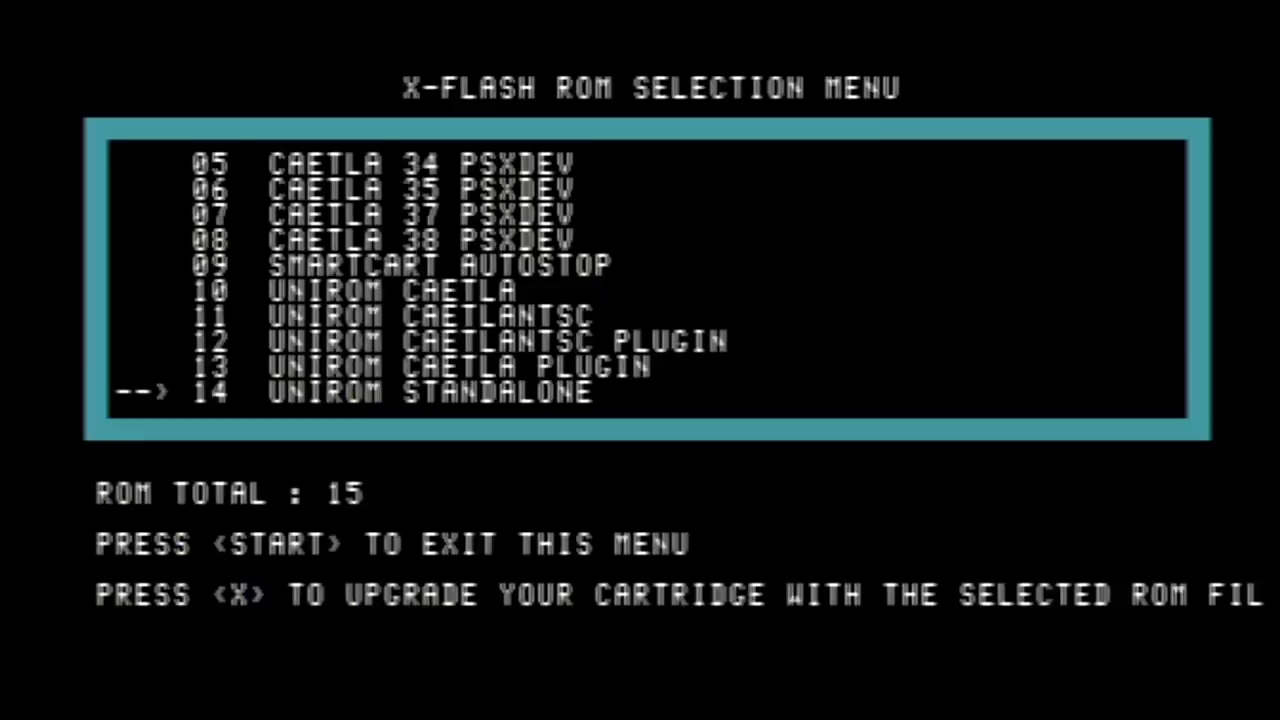 X-FLASH ROM SELECTION MENU
05 CAETLA 34 PSXDEV
06 CAETLA 35 PSXDEV
07 CAETLA 37 PSXDEV
08 CAETLA 38 PSXDEV
09 SMARTCART AUTOSTOP
10 UNIROM CAETLA
11 UNIROM CAETLANTSC
12 UNIROM CAETLANTSC PLUGIN
13 UNIROM CAETLA PLUGIN
--> 14 UNIROM STANDALONE
ROM TOTAL : 15
PRESS <START> TO EXIT THIS MENU
PRESS <X> TO UPGRADE YOUR CARTRIDGE WITH THE SELECTED ROM FIL